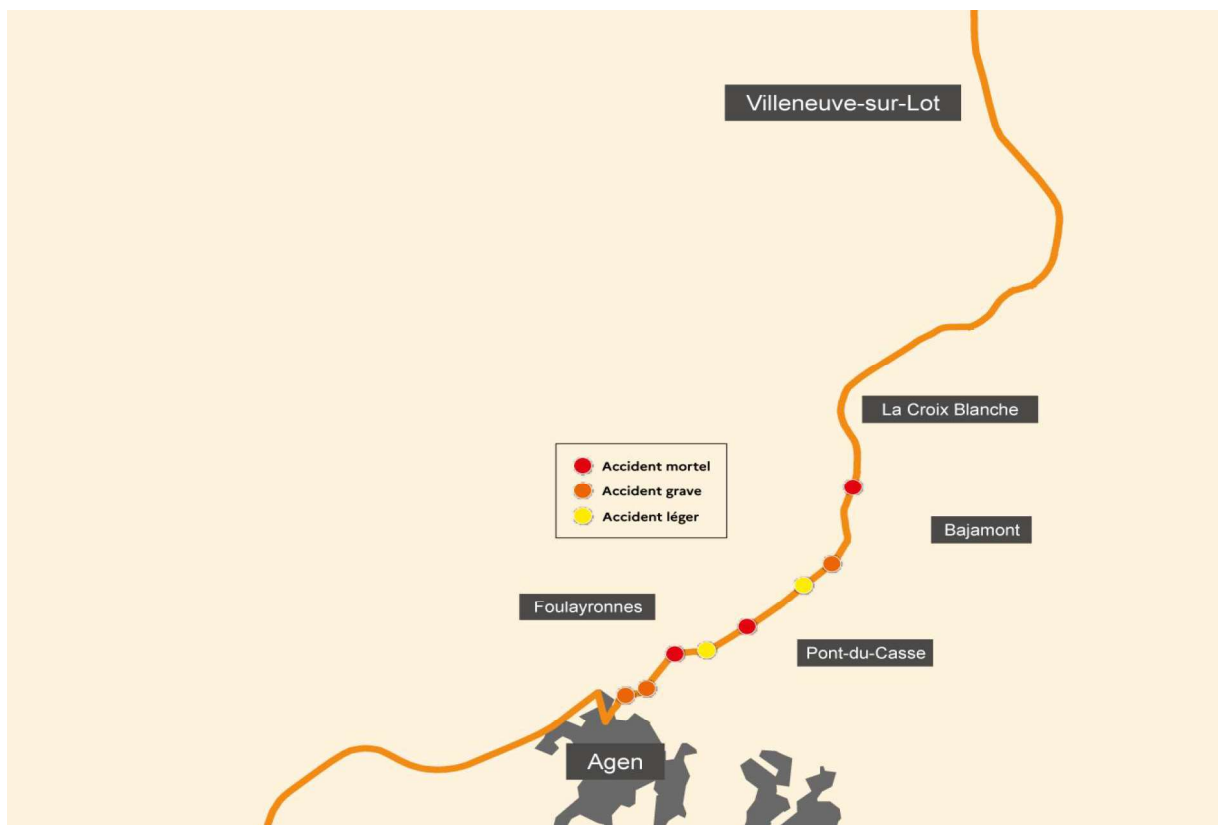 Villeneuve-sur-Lot
La Croix Blanche
Accident mortel
Accident grave
Accident léger
Bajamont
Foulayronnes
Pont-du-Casse
Agen